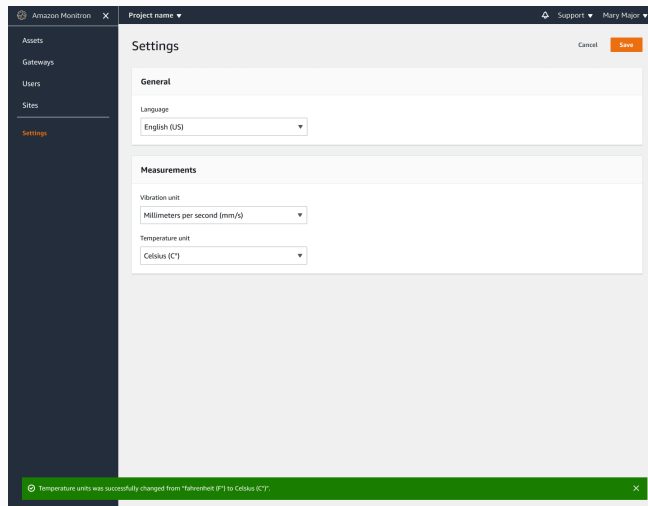 Amazon Monitron X Project name Support Mary Major
Assets
Gateways
Users
Sites
Settings
Settings
Cancel Save
General
Language
English (US)
Measurements
Vibration unit
Millimeters per second (mm/s)
Temperature unit
Celsius (C°)
Temperature units was successfully changed from "fahrenheit (F°) to Celsius (C°)".